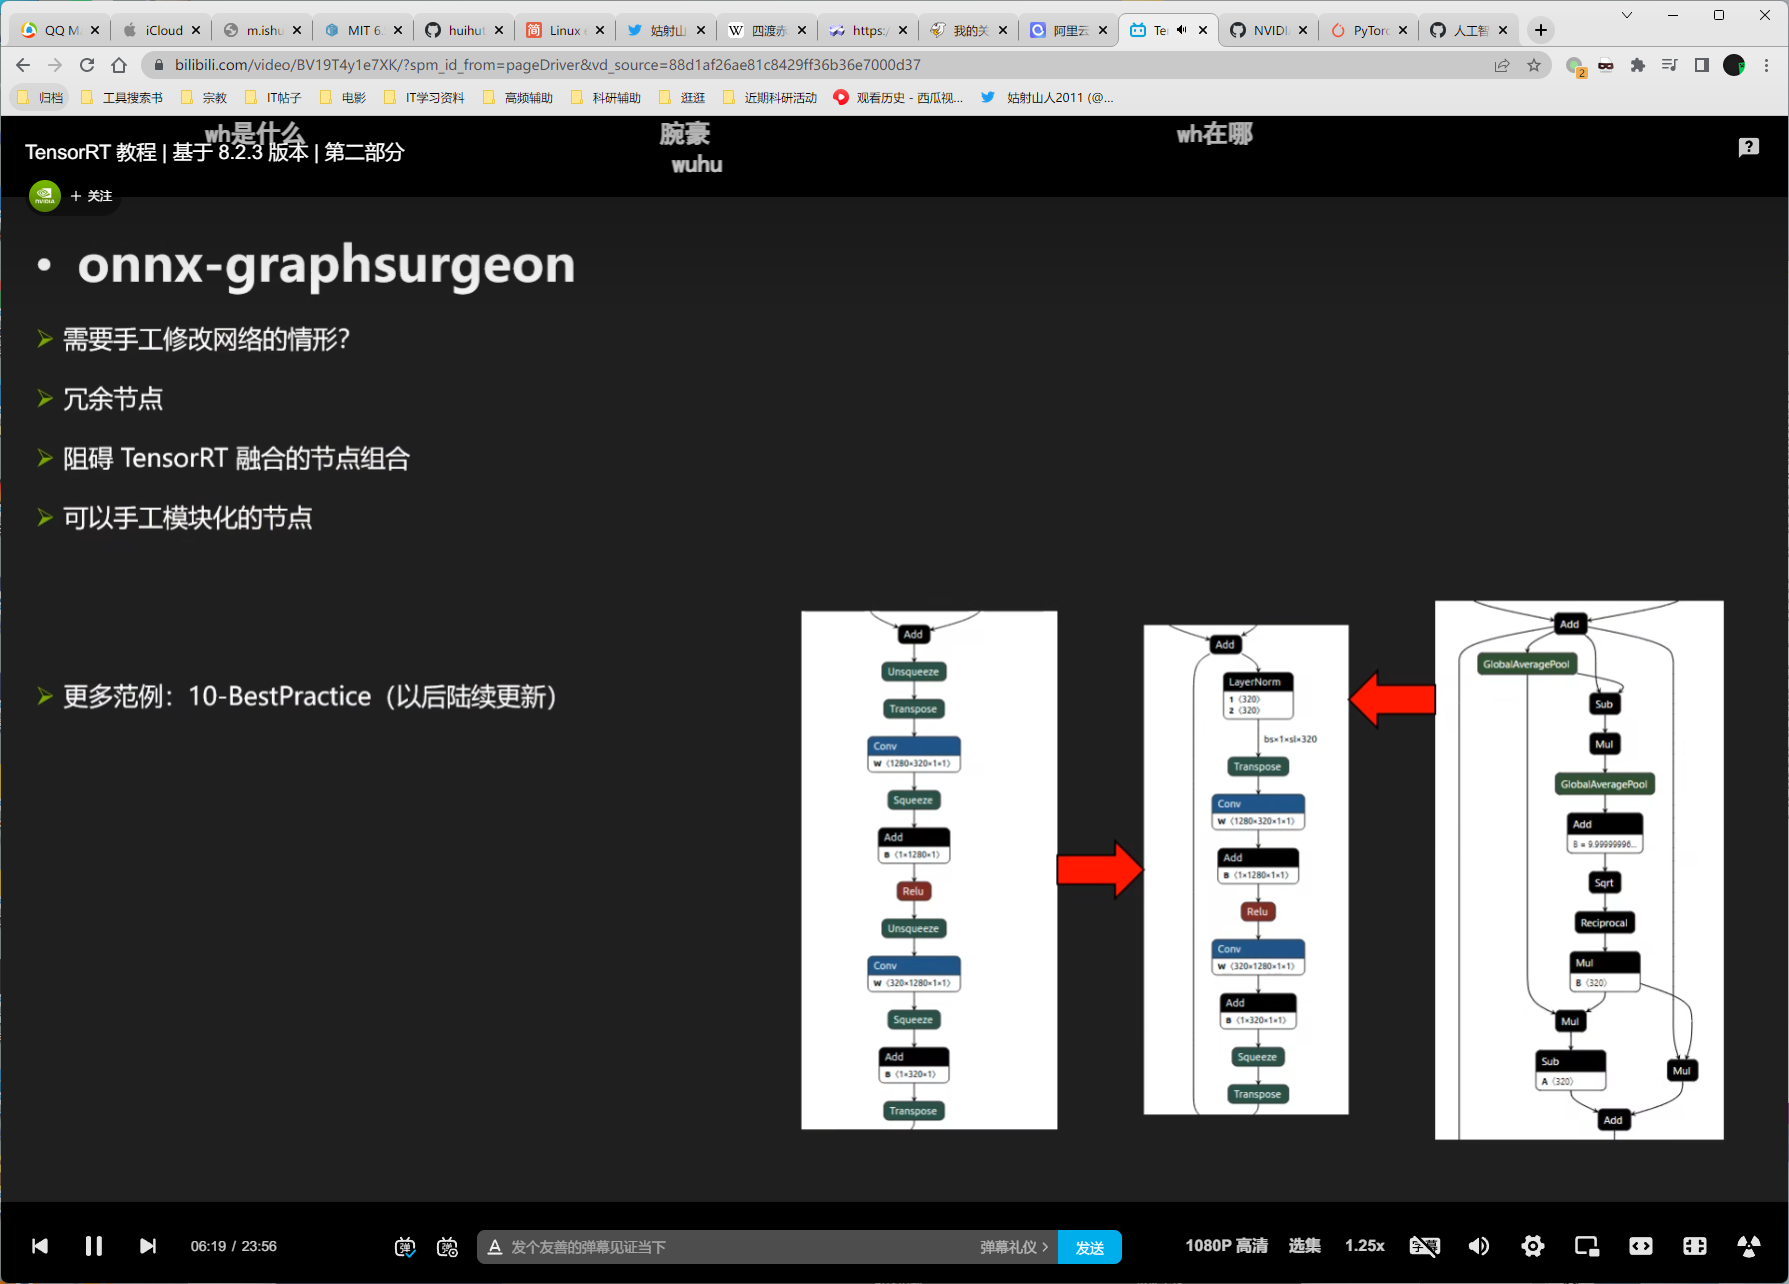 QQ M
iCloud
m.ishu
MIT 6.
huihut
Linux
姑射山
四渡赤
https:/
我的关
阿里云
Te
NVIDI
PyTorc
人工智
bilibili.com/video/BV19T4y1e7XK/?spm_id_from=pageDriver&vd_source=88d1af26ae81c8429ff36b36e7000d37
2
归档
工具搜索书
宗教
IT帖子
电影
IT学习资料
高频辅助
科研辅助
逛逛
近期科研活动
观看历史 - 西瓜视...
姑射山人2011 (@...
wh是什么
腕豪
wh在哪
TensorRT 教程 | 基于 8.2.3 版本 | 第二部分
wuhu
NVIDIA
+ 关注
• onnx-graphsurgeon
需要手工修改网络的情形?
冗余节点
阻碍 TensorRT 融合的节点组合
可以手工模块化的节点
更多范例：10-BestPractice（以后陆续更新）
Add
Unsqueeze
Transpose
Conv
W (1280×320×1×1)
Squeeze
Add
B (1×1280×1)
Relu
Unsqueeze
Conv
W (320×1280×1×1)
Squeeze
Add
B (1×320×1)
Transpose
Add
LayerNorm
1 (320)
2 (320)
bs×1×sl×320
Transpose
Conv
W (1280×320×1×1)
Add
B (1×1280×1×1)
Relu
Conv
W (320×1280×1×1)
Add
B (1×320×1×1)
Squeeze
Transpose
Add
GlobalAveragePool
Sub
Mul
GlobalAveragePool
Add
B = 9.99999996...
Sqrt
Reciprocal
Mul
B (320)
Mul
Sub
A (320)
Mul
Add
06:19 / 23:56
弹
弹
A 发个友善的弹幕见证当下
弹幕礼仪 >
发送
1080P 高清
选集
1.25x
字幕